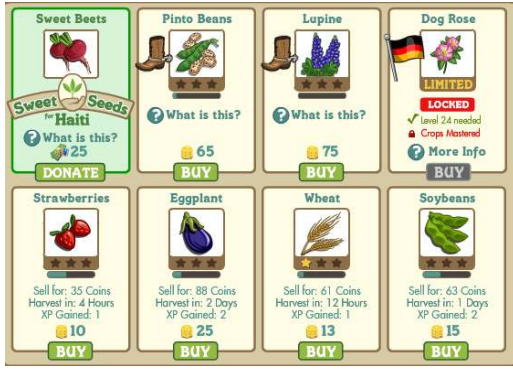 Sweet Beets
Sweet Seeds
for Haiti
? What is this?
25
DONATE
Pinto Beans
? What is this?
65
BUY
Lupine
? What is this?
75
BUY
Dog Rose
LIMITED
LOCKED
Level 24 needed
Crops Mastered
? More Info
BUY
Strawberries
Sell for: 35 Coins
Harvest in: 4 Hours
XP Gained: 1
10
BUY
Eggplant
Sell for: 88 Coins
Harvest in: 2 Days
XP Gained: 2
25
BUY
Wheat
Sell for: 61 Coins
Harvest in: 12 Hours
XP Gained: 1
13
BUY
Soybeans
Sell for: 63 Coins
Harvest in: 1 Days
XP Gained: 2
15
BUY